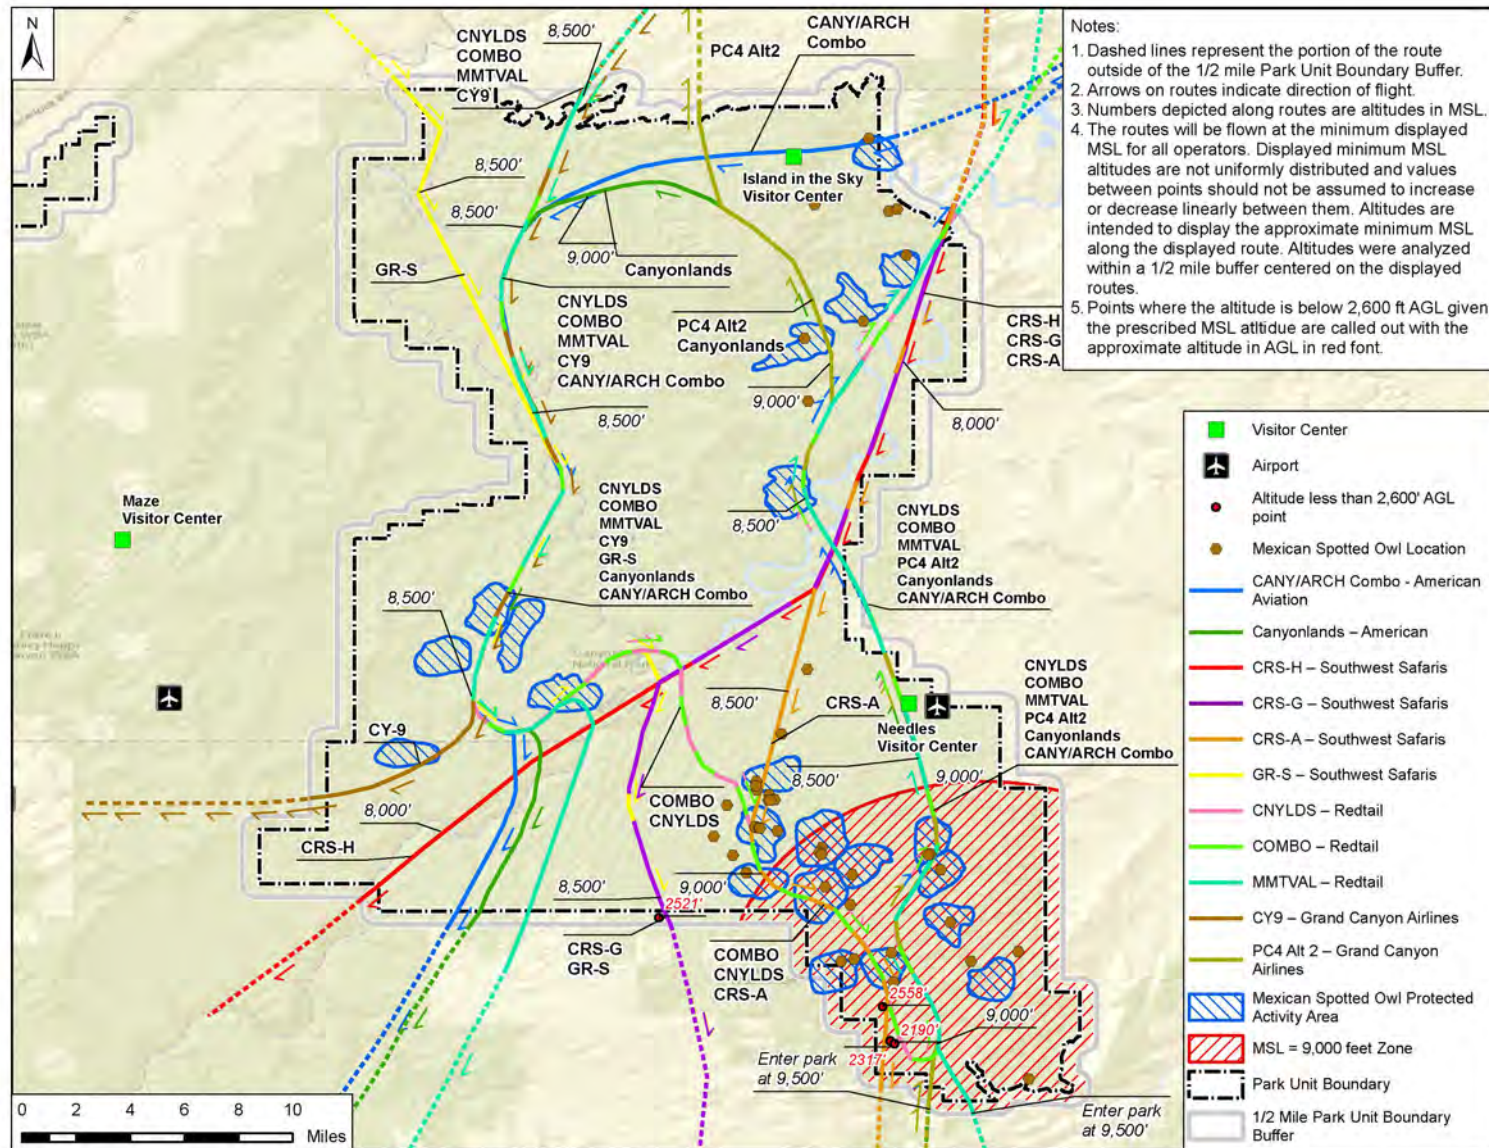 N
CNYLDS
COMBO
MMTVAL
CY9
8,500'
PC4 Alt2
CANY/ARCH
Combo
Notes:
1. Dashed lines represent the portion of the route
outside of the 1/2 mile Park Unit Boundary Buffer.
2. Arrows on routes indicate direction of flight.
3. Numbers depicted along routes are altitudes in MSL.
4. The routes will be flown at the minimum displayed
MSL for all operators. Displayed minimum MSL
altitudes are not uniformly distributed and values
between points should not be assumed to increase
or decrease linearly between them. Altitudes are
intended to display the approximate minimum MSL
along the displayed route. Altitudes were analyzed
within a 1/2 mile buffer centered on the displayed
routes.
5. Points where the altitude is below 2,600 ft AGL given
the prescribed MSL atltidue are called out with the
approximate altitude in AGL in red font.
8,500'
Island in the Sky
Visitor Center
8,500'
9,000'
Canyonlands
GR-S
CNYLDS
COMBO
MMTVAL
CY9
CANY/ARCH Combo
PC4 Alt2
Canyonlands
CRS-H
CRS-G
CRS-A
9,000'
8,500'
8,000'
Maze
Visitor Center
CNYLDS
COMBO
MMTVAL
CY9
GR-S
Canyonlands
CANY/ARCH Combo
8,500'
CNYLDS
COMBO
MMTVAL
PC4 Alt2
Canyonlands
CANY/ARCH Combo
8,500'
CNYLDS
COMBO
MMTVAL
PC4 Alt2
Canyonlands
CANY/ARCH Combo
8,500'
CRS-A
Needles
Visitor Center
CY-9
8,500'
9,000'
COMBO
CNYLDS
8,000'
CRS-H
8,500'
9,000'
2521'
CRS-G
GR-S
COMBO
CNYLDS
CRS-A
2558'
9,000'
2190'
2317'
Enter park
at 9,500'
Enter park
at 9,500'
0 2 4 6 8 10
Miles
Visitor Center
Airport
Altitude less than 2,600' AGL
point
Mexican Spotted Owl Location
CANY/ARCH Combo - American
Aviation
Canyonlands – American
CRS-H – Southwest Safaris
CRS-G – Southwest Safaris
CRS-A – Southwest Safaris
GR-S – Southwest Safaris
CNYLDS – Redtail
COMBO – Redtail
MMTVAL – Redtail
CY9 – Grand Canyon Airlines
PC4 Alt 2 – Grand Canyon
Airlines
Mexican Spotted Owl Protected
Activity Area
MSL = 9,000 feet Zone
Park Unit Boundary
1/2 Mile Park Unit Boundary
Buffer